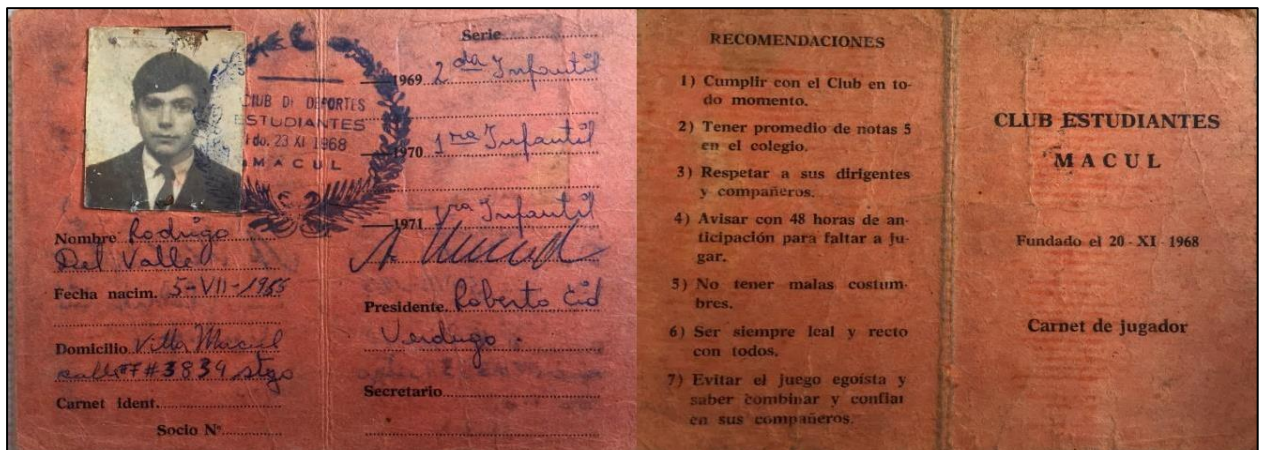 CLUB DE DEPORTES
ESTUDIANTES
Fdo. 23 XI 1968
MACUL
Nombre Rodrigo
Del Valle
Fecha nacim. 5-VII-1955
Domicilio Villa Macul
calle #3834 stgo
Carnet ident.
Socio Nº
Serie
1969 2da Infantil
1970 1ra Infantil
1971 1ra Infantil
Presidente Roberto Cid
Verdugo.
Secretario
RECOMENDACIONES
1) Cumplir con el Club en to-
do momento.
2) Tener promedio de notas 5
en el colegio.
3) Respetar a sus dirigentes
y compañeros.
4) Avisar con 48 horas de an-
ticipación para faltar a ju-
gar.
5) No tener malas costum-
bres.
6) Ser siempre leal y recto
con todos.
7) Evitar el juego egoísta y
saber combinar y confiar
en sus compañeros.
CLUB ESTUDIANTES
MACUL
Fundado el 20 - XI - 1968
Carnet de jugador